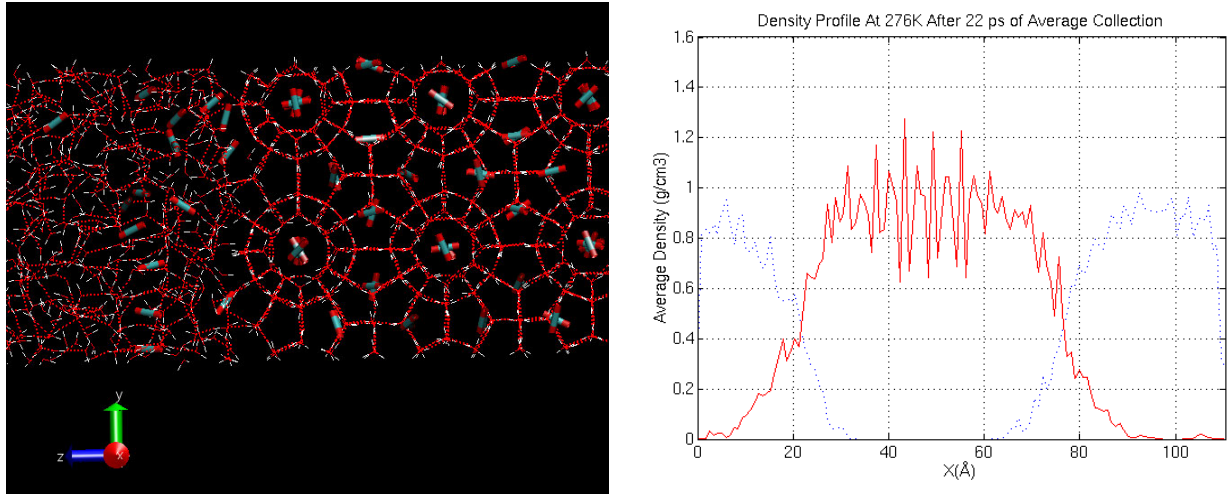 y
z
x
Density Profile At 276K After 22 ps of Average Collection
Average Density (g/cm3)
1.6
1.4
1.2
1
0.8
0.6
0.4
0.2
0
0 20 40 60 80 100
X(Å)